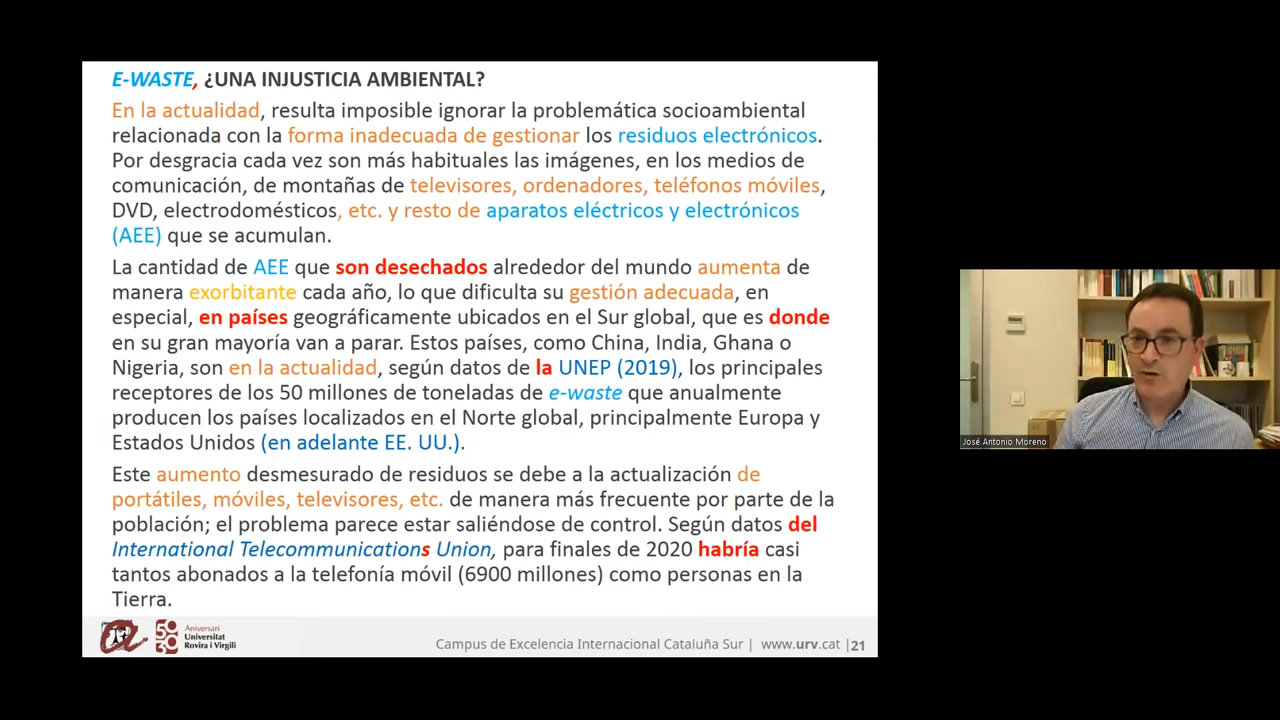 E-WASTE, ¿UNA INJUSTICIA AMBIENTAL?
En la actualidad, resulta imposible ignorar la problemática socioambiental
relacionada con la forma inadecuada de gestionar los residuos electrónicos.
Por desgracia cada vez son más habituales las imágenes, en los medios de
comunicación, de montañas de televisores, ordenadores, teléfonos móviles,
DVD, electrodomésticos, etc. y resto de aparatos eléctricos y electrónicos
(AEE) que se acumulan.
La cantidad de AEE que son desechados alrededor del mundo aumenta de
manera exorbitante cada año, lo que dificulta su gestión adecuada, en
especial, en países geográficamente ubicados en el Sur global, que es donde
en su gran mayoría van a parar. Estos países, como China, India, Ghana o
Nigeria, son en la actualidad, según datos de la UNEP (2019), los principales
receptores de los 50 millones de toneladas de e-waste que anualmente
producen los países localizados en el Norte global, principalmente Europa y
Estados Unidos (en adelante EE. UU.).
Este aumento desmesurado de residuos se debe a la actualización de
portátiles, móviles, televisores, etc. de manera más frecuente por parte de la
población; el problema parece estar saliéndose de control. Según datos del
International Telecommunications Union, para finales de 2020 habría casi
tantos abonados a la telefonía móvil (6900 millones) como personas en la
Tierra.
Aniversari
Universitat
Rovira i Virgili
Campus de Excelencia Internacional Cataluña Sur | www.urv.cat |21
José Antonio Moreno